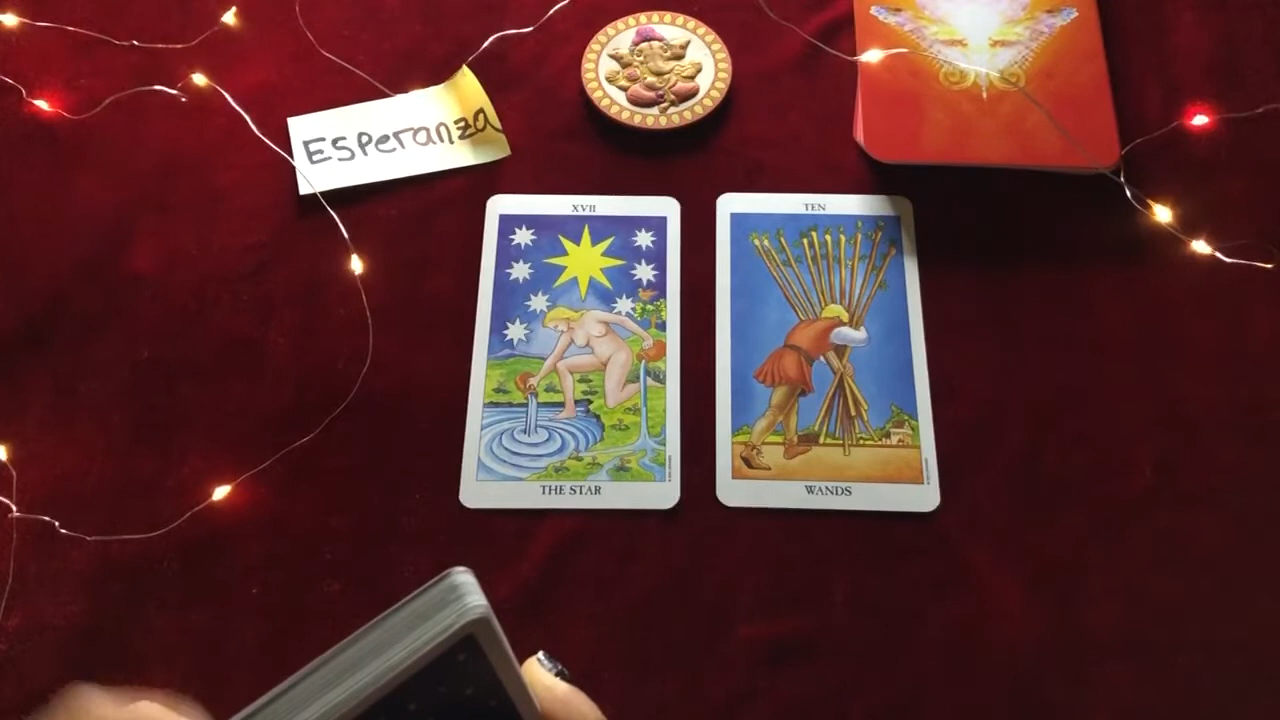 Esperanza
XVII
THE STAR
TEN
WANDS